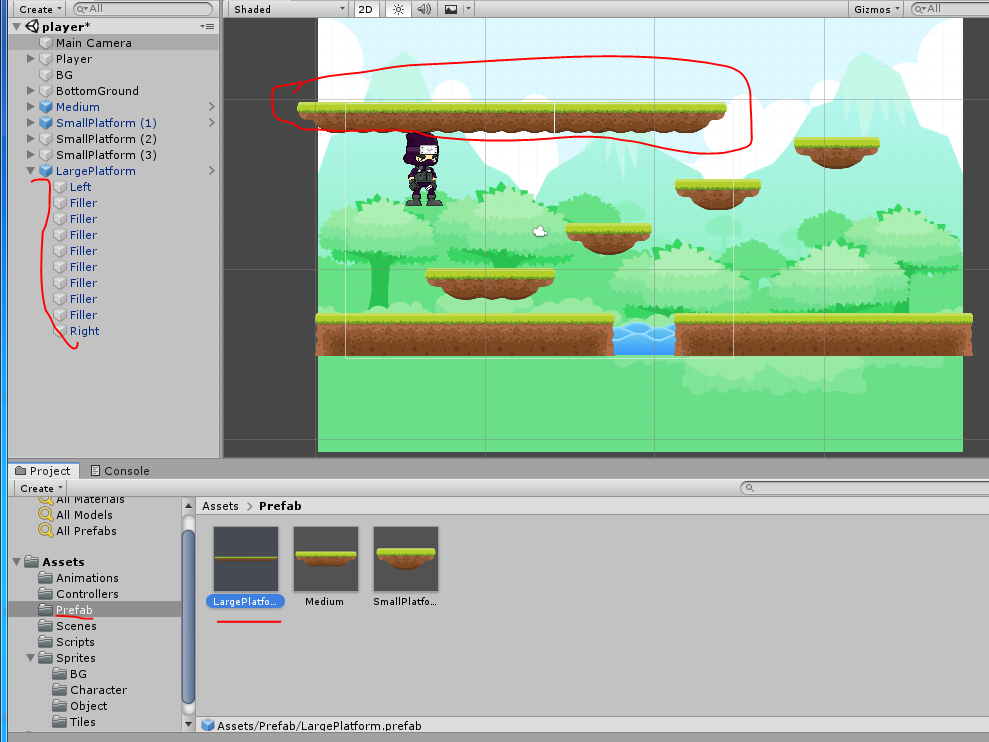 Create All Shaded 2D Gizmos All
player*
Main Camera
Player
BG
BottomGround
Medium
SmallPlatform (1)
SmallPlatform (2)
SmallPlatform (3)
LargePlatform
Left
Filler
Filler
Filler
Filler
Filler
Filler
Filler
Filler
Right
Project Console
Create
All Materials
All Models
All Prefabs
Assets
Animations
Controllers
Prefab
Scenes
Scripts
Sprites
BG
Character
Object
Tiles
Assets > Prefab
LargePlatfo... Medium SmallPlatfo...
Assets/Prefab/LargePlatform.prefab